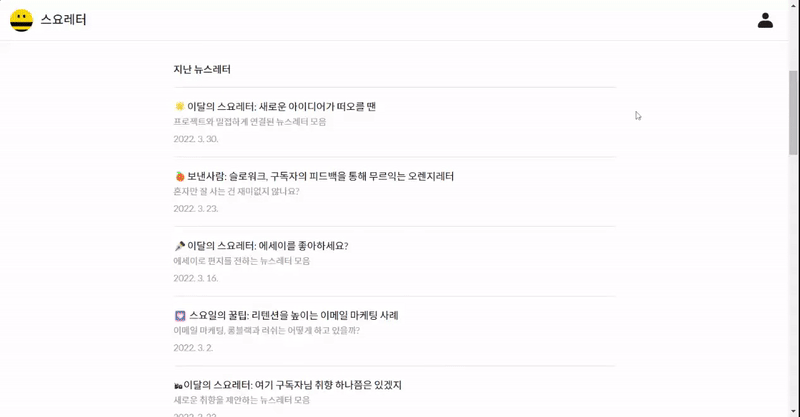 스요레터
지난 뉴스레터
이달의 스요레터: 새로운 아이디어가 떠오를 땐
프로젝트와 밀접하게 연결된 뉴스레터 모음
2022. 3. 30.
보낸사람: 슬로워크, 구독자의 피드백을 통해 무르익는 오렌지레터
혼자만 잘 사는 건 재미없지 않나요?
2022. 3. 23.
이달의 스요레터: 에세이를 좋아하세요?
에세이로 편지를 전하는 뉴스레터 모음
2022. 3. 16.
스요일의 꿀팁: 리텐션을 높이는 이메일 마케팅 사례
이메일 마케팅, 롱블랙과 러쉬는 어떻게 하고 있을까?
2022. 3. 2.
이달의 스요레터: 여기 구독자님 취향 하나쯤은 있겠지
새로운 취향을 제안하는 뉴스레터 모음